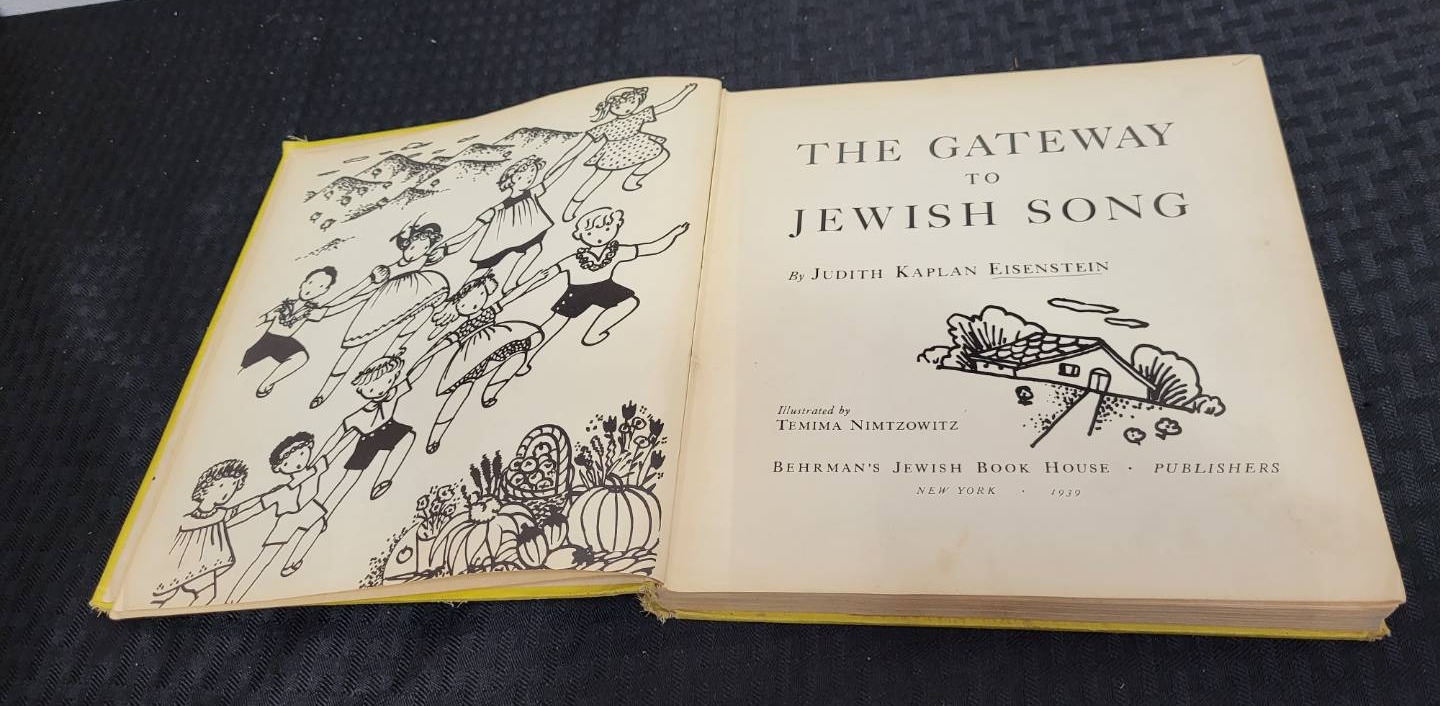 THE GATEWAY
TO
JEWISH SONG
By JUDITH KAPLAN EISENSTEIN
Illustrated by
TEMIMA NIMTZOWITZ
BEHRMAN'S JEWISH BOOK HOUSE · PUBLISHERS
NEW YORK · 1939